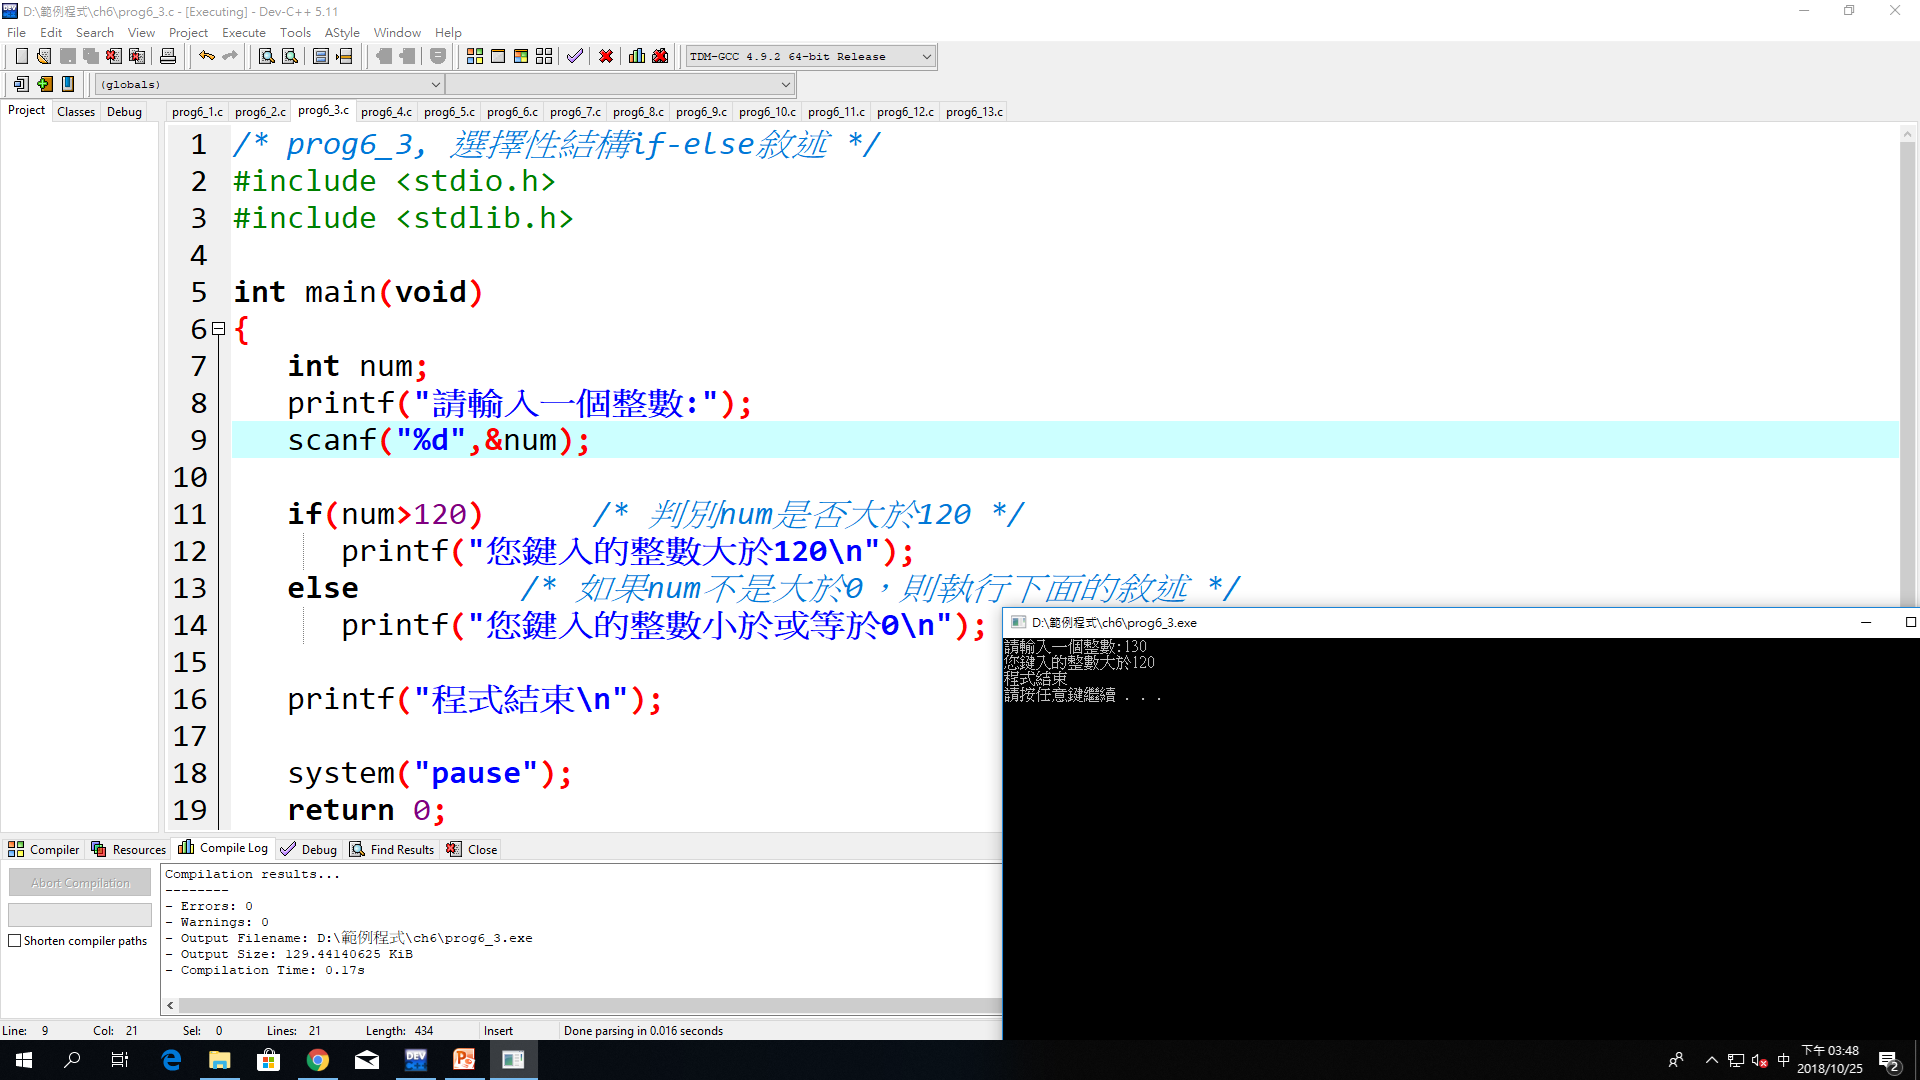 D:\範例程式\ch6\prog6_3.c - [Executing] - Dev-C++ 5.11
File Edit Search View Project Execute Tools AStyle Window Help
TDM-GCC 4.9.2 64-bit Release
(globals)
Project Classes Debug
prog6_1.c prog6_2.c prog6_3.c prog6_4.c prog6_5.c prog6_6.c prog6_7.c prog6_8.c prog6_9.c prog6_10.c prog6_11.c prog6_12.c prog6_13.c
1 /* prog6_3, 選擇性結構if-else敘述 */
2 #include <stdio.h>
3 #include <stdlib.h>
4
5 int main(void)
6 {
7 int num;
8 printf("請輸入一個整數:");
9 scanf("%d",&num);
10
11 if(num>120) /* 判別num是否大於120 */
12 printf("您鍵入的整數大於120\n");
13 else /* 如果num不是大於0，則執行下面的敘述 */
14 printf("您鍵入的整數小於或等於0\n");
15
16 printf("程式結束\n");
17
18 system("pause");
19 return 0;
D:\範例程式\ch6\prog6_3.exe
請輸入一個整數:130
您鍵入的整數大於120
程式結束
請按任意鍵繼續 . . .
Compiler Resources Compile Log Debug Find Results Close
Abort Compilation
Shorten compiler paths
Compilation results...
--------
- Errors: 0
- Warnings: 0
- Output Filename: D:\範例程式\ch6\prog6_3.exe
- Output Size: 129.44140625 KiB
- Compilation Time: 0.17s
Line: 9 Col: 21 Sel: 0 Lines: 21 Length: 434 Insert Done parsing in 0.016 seconds
DEV C++
中
下午 03:48
2018/10/25
2